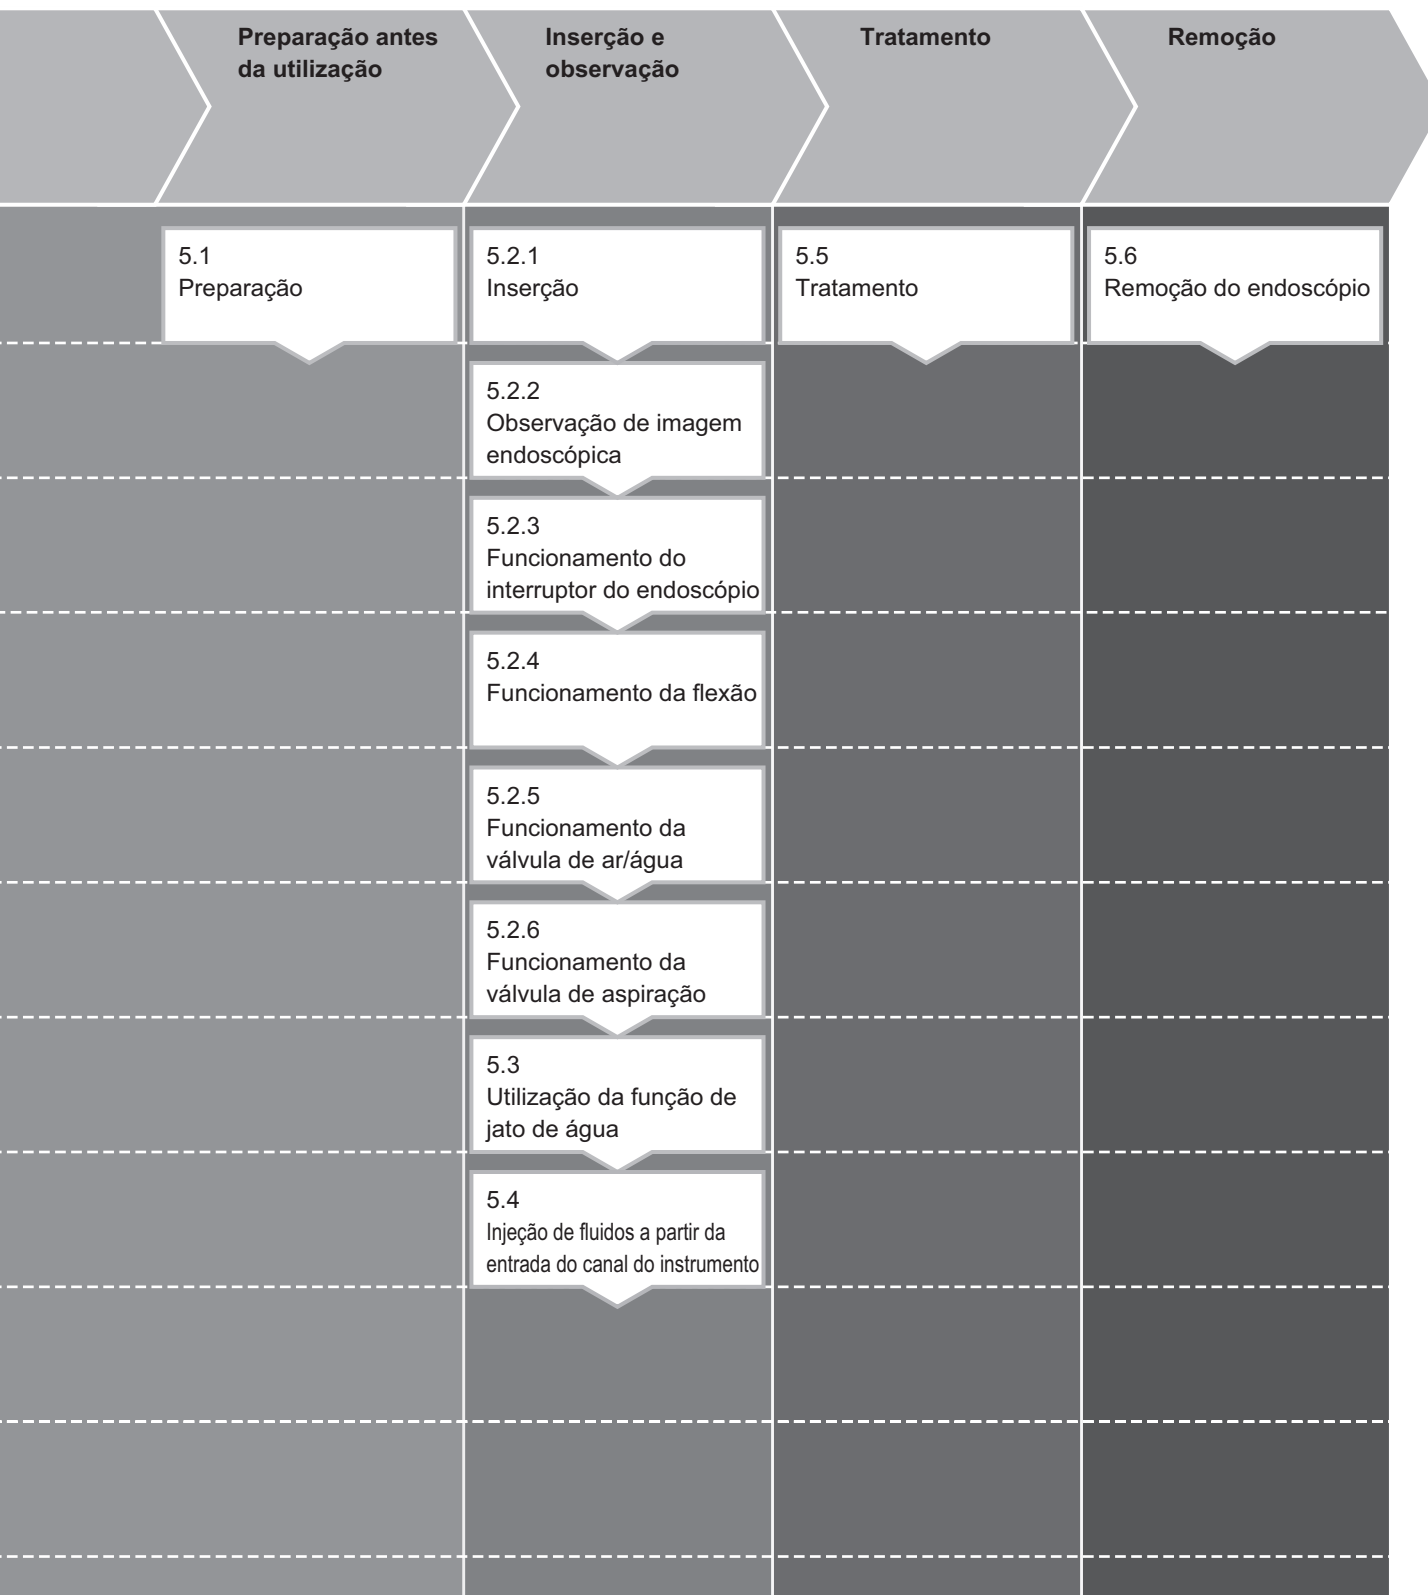 Preparação antes
da utilização
Inserção e
observação
Tratamento
Remoção
5.1
Preparação
5.2.1
Inserção
5.2.2
Observação de imagem
endoscópica
5.2.3
Funcionamento do
interruptor do endoscópio
5.2.4
Funcionamento da flexão
5.2.5
Funcionamento da
válvula de ar/água
5.2.6
Funcionamento da
válvula de aspiração
5.3
Utilização da função de
jato de água
5.4
Injeção de fluidos a partir da
entrada do canal do instrumento
5.5
Tratamento
5.6
Remoção do endoscópio